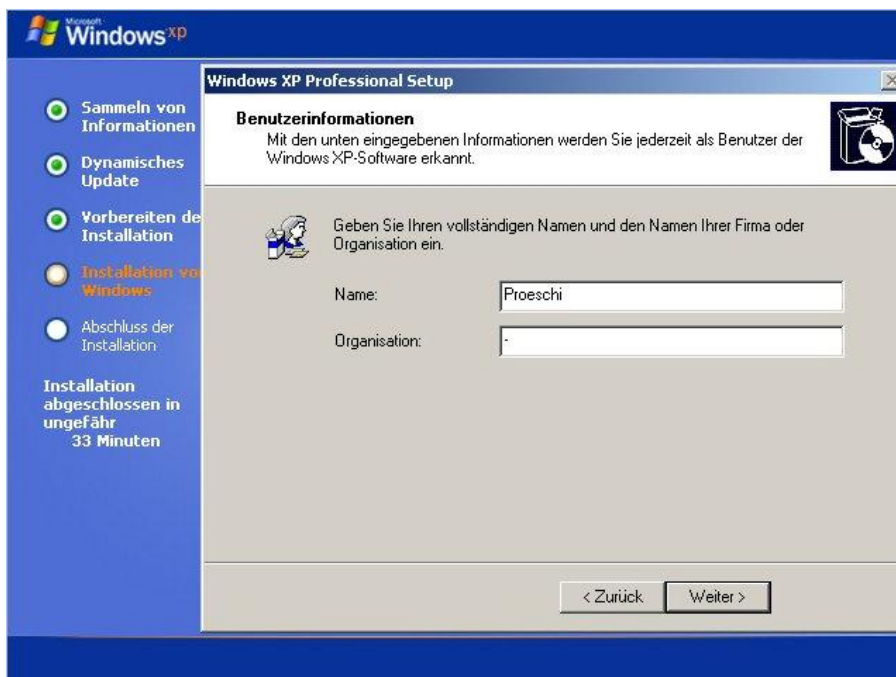 Microsoft
Windows xp
Sammeln von
Informationen
Dynamisches
Update
Vorbereiten de
Installation
Installation vo
Windows
Abschluss der
Installation
Installation
abgeschlossen in
ungefähr
33 Minuten
Windows XP Professional Setup
Benutzerinformationen
Mit den unten eingegebenen Informationen werden Sie jederzeit als Benutzer der
Windows XP-Software erkannt.
Geben Sie Ihren vollständigen Namen und den Namen Ihrer Firma oder
Organisation ein.
Name: Proeschi
Organisation: -
< Zurück Weiter >